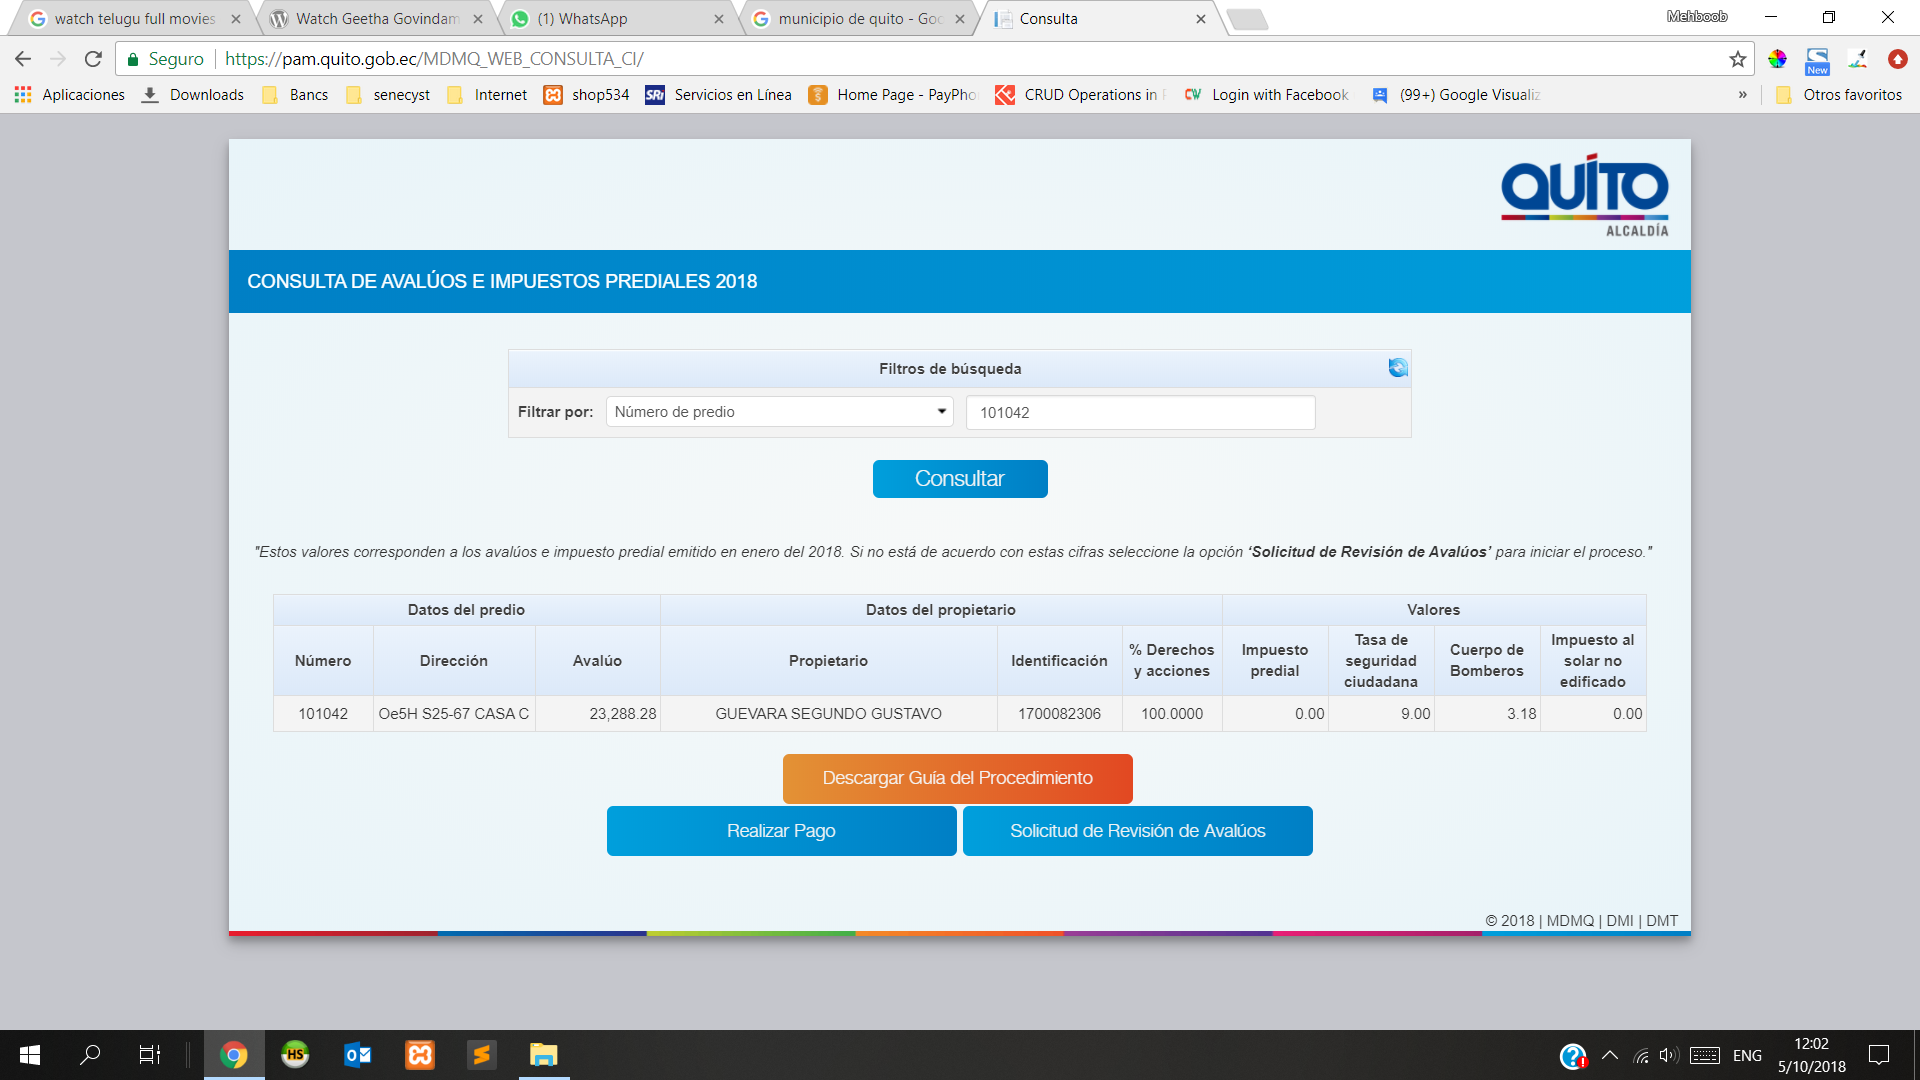 watch telugu full movies
Watch Geetha Govindam
(1) WhatsApp
municipio de quito - Goo
Consulta
Mehboob
Seguro
https://pam.quito.gob.ec/MDMQ_WEB_CONSULTA_CI/
New
Aplicaciones
Downloads
Bancs
senecyst
Internet
shop534
SRi Servicios en Línea
Home Page - PayPho
CRUD Operations in
CW Login with Facebook
(99+) Google Visualiz
»
Otros favoritos
QUITO
ALCALDÍA
CONSULTA DE AVALÚOS E IMPUESTOS PREDIALES 2018
Filtros de búsqueda
Filtrar por: Número de predio 101042
Consultar
"Estos valores corresponden a los avalúos e impuesto predial emitido en enero del 2018. Si no está de acuerdo con estas cifras seleccione la opción ‘Solicitud de Revisión de Avalúos’ para iniciar el proceso."
Datos del predio Datos del propietario Valores
Número Dirección Avalúo Propietario Identificación % Derechos y acciones Impuesto predial Tasa de seguridad ciudadana Cuerpo de Bomberos Impuesto al solar no edificado
101042 Oe5H S25-67 CASA C 23,288.28 GUEVARA SEGUNDO GUSTAVO 1700082306 100.0000 0.00 9.00 3.18 0.00
Descargar Guía del Procedimiento
Realizar Pago Solicitud de Revisión de Avalúos
© 2018 | MDMQ | DMI | DMT
HS
ENG
12:02
5/10/2018